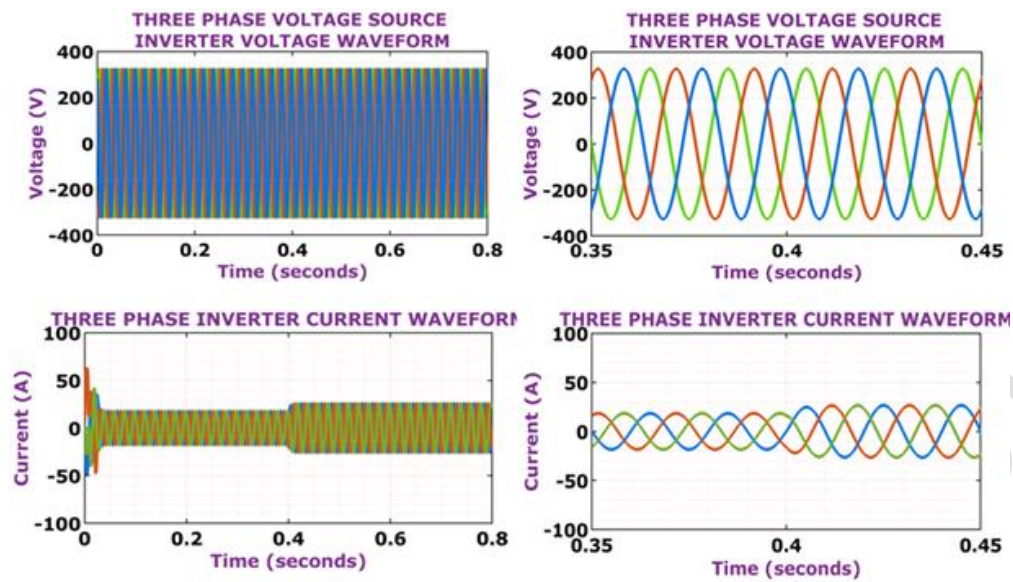 THREE PHASE VOLTAGE SOURCE
INVERTER VOLTAGE WAVEFORM
400
200
0
-200
-400
Voltage (V)
0 0.2 0.4 0.6 0.8
Time (seconds)
THREE PHASE VOLTAGE SOURCE
INVERTER VOLTAGE WAVEFORM
400
200
0
-200
-400
Voltage (V)
0.35 0.4 0.45
Time (seconds)
THREE PHASE INVERTER CURRENT WAVEFORM
100
50
0
-50
-100
Current (A)
0 0.2 0.4 0.6 0.8
Time (seconds)
THREE PHASE INVERTER CURRENT WAVEFORM
100
50
0
-50
-100
Current (A)
0.35 0.4 0.45
Time (seconds)